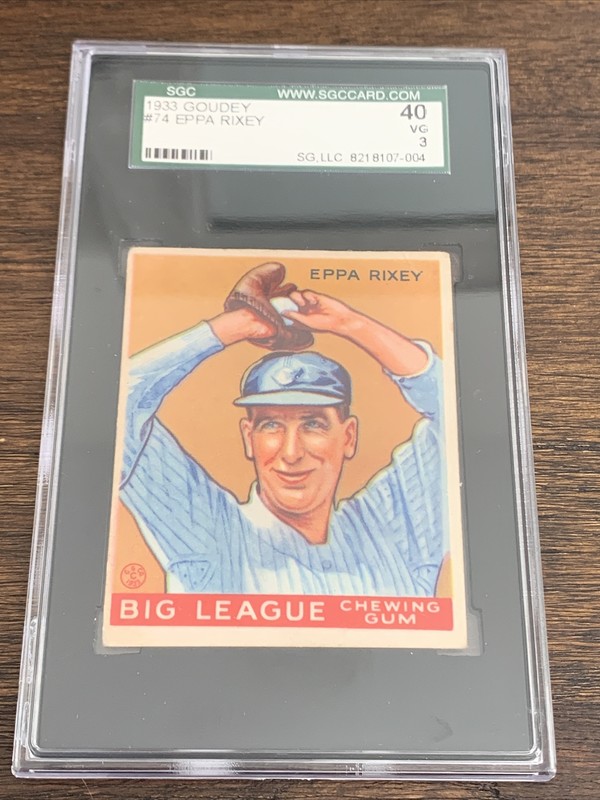 SGC WWW.SGCCARD.COM
1933 GOUDEY 40
#74 EPPA RIXEY VG
3
SG,LLC 8218107-004
EPPA RIXEY
BIG LEAGUE CHEWING GUM